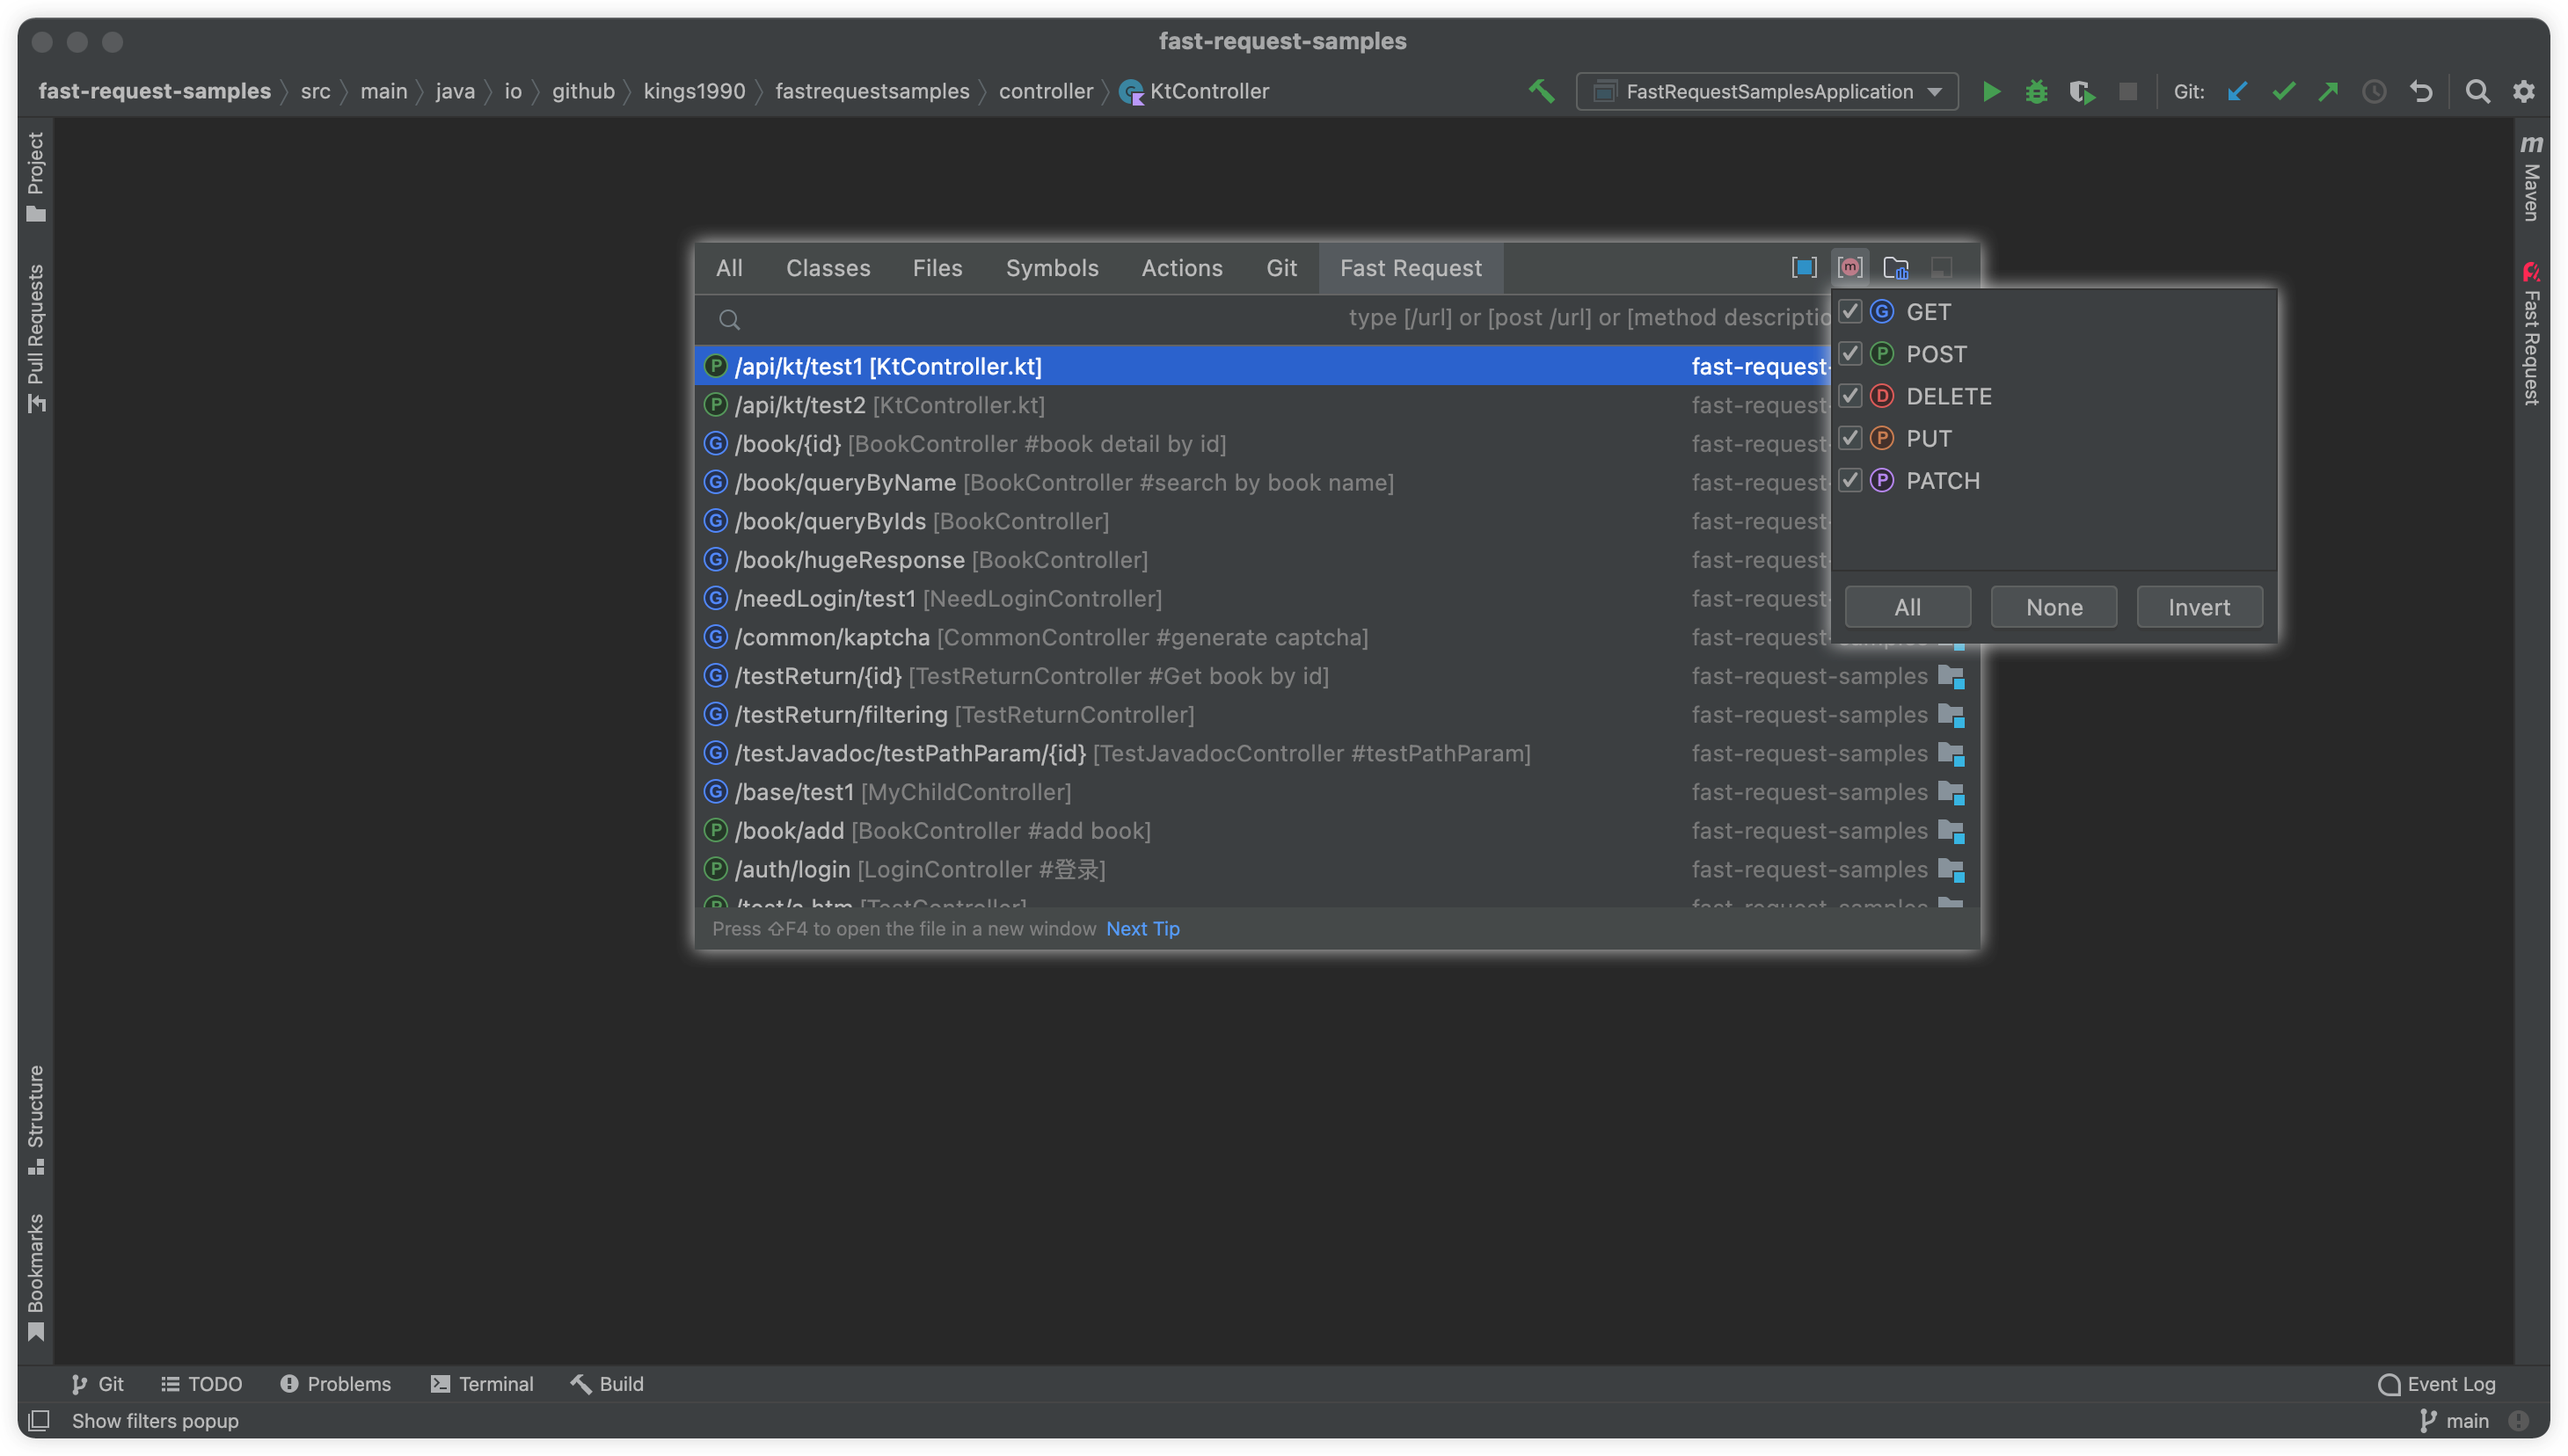 fast-request-samples
fast-request-samples src main java io github kings1990 fastrequestsamples controller KtController
FastRequestSamplesApplication
Git:
Project
Pull Requests
Structure
Bookmarks
m
Maven
Fast Request
All Classes Files Symbols Actions Git Fast Request
type [/url] or [post /url] or [method descriptio
P /api/kt/test1 [KtController.kt] fast-request-
P /api/kt/test2 [KtController.kt] fast-request-
G /book/{id} [BookController #book detail by id] fast-request-
G /book/queryByName [BookController #search by book name] fast-request-
G /book/queryByIds [BookController] fast-request-
G /book/hugeResponse [BookController] fast-request-
G /needLogin/test1 [NeedLoginController] fast-request-
G /common/kaptcha [CommonController #generate captcha] fast-request-samples
G /testReturn/{id} [TestReturnController #Get book by id] fast-request-samples
G /testReturn/filtering [TestReturnController] fast-request-samples
G /testJavadoc/testPathParam/{id} [TestJavadocController #testPathParam] fast-request-samples
G /base/test1 [MyChildController] fast-request-samples
P /book/add [BookController #add book] fast-request-samples
P /auth/login [LoginController #登录] fast-request-samples
P /test/a.htm [TestController] fast-request-samples
Press ⇧F4 to open the file in a new window Next Tip
m
G GET
P POST
D DELETE
P PUT
P PATCH
All None Invert
Git TODO Problems Terminal Build Event Log
Show filters popup main